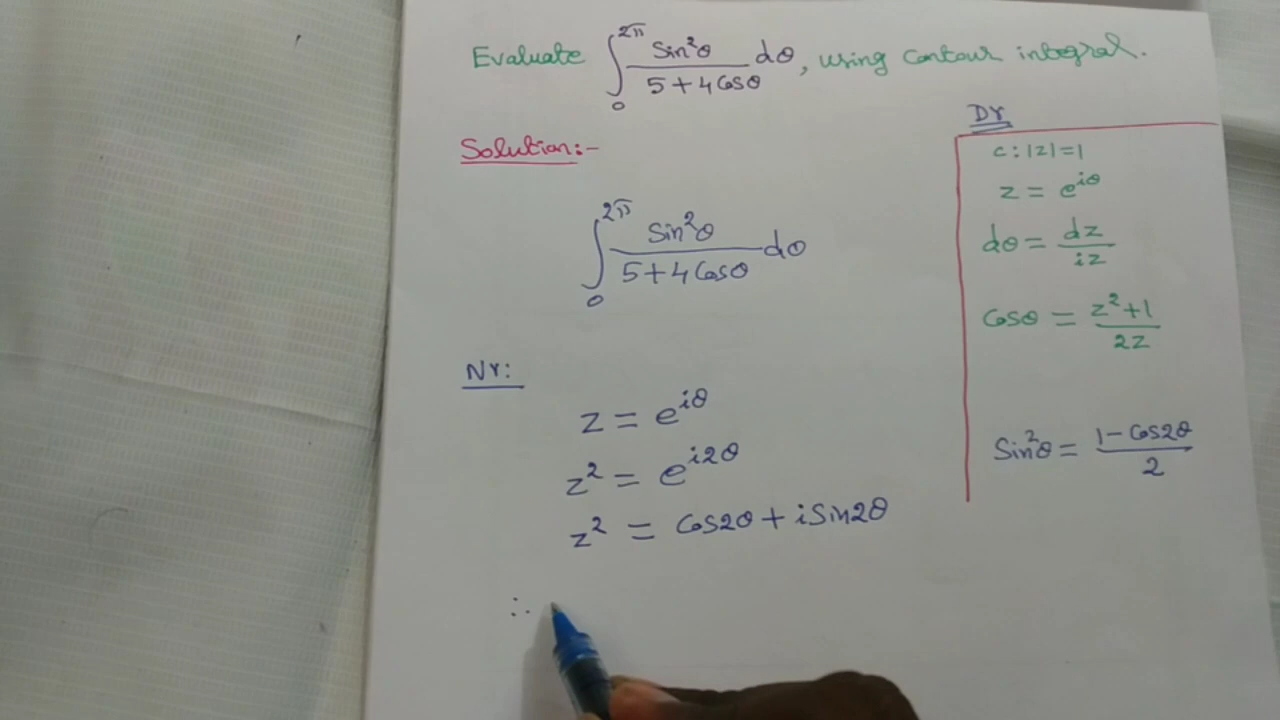 Evaluate ∫₀^{2π} Sin²θ / (5+4Cosθ) dθ, using Contour integral.
Solution:-
∫₀^{2π} Sin²θ / (5+4Cosθ) dθ
Nr:
z = e^{iθ}
z² = e^{i2θ}
z² = Cos2θ + iSin2θ
∴
Dr
c: |z|=1
z = e^{iθ}
dθ = dz / iz
Cosθ = z²+1 / 2z
Sin²θ = 1-Cos2θ / 2